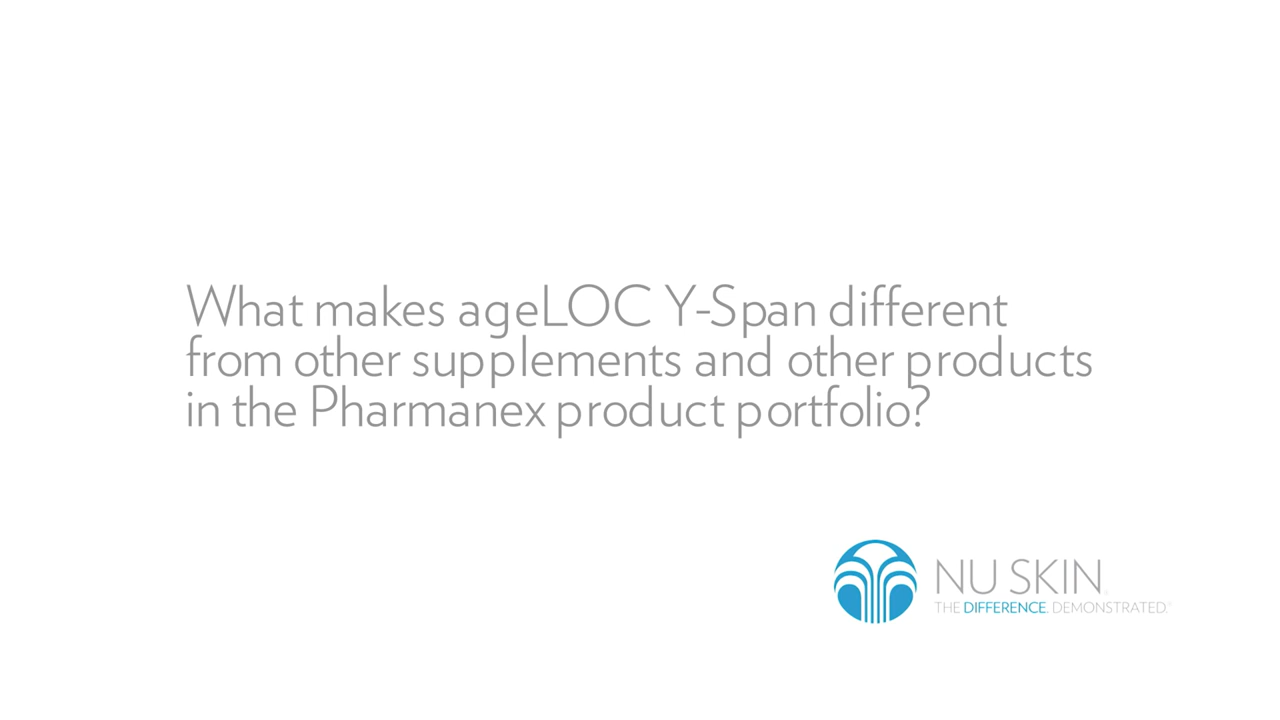 What makes ageLOC Y-Span different
from other supplements and other products
in the Pharmanex product portfolio?
NU SKIN®
THE DIFFERENCE. DEMONSTRATED.™